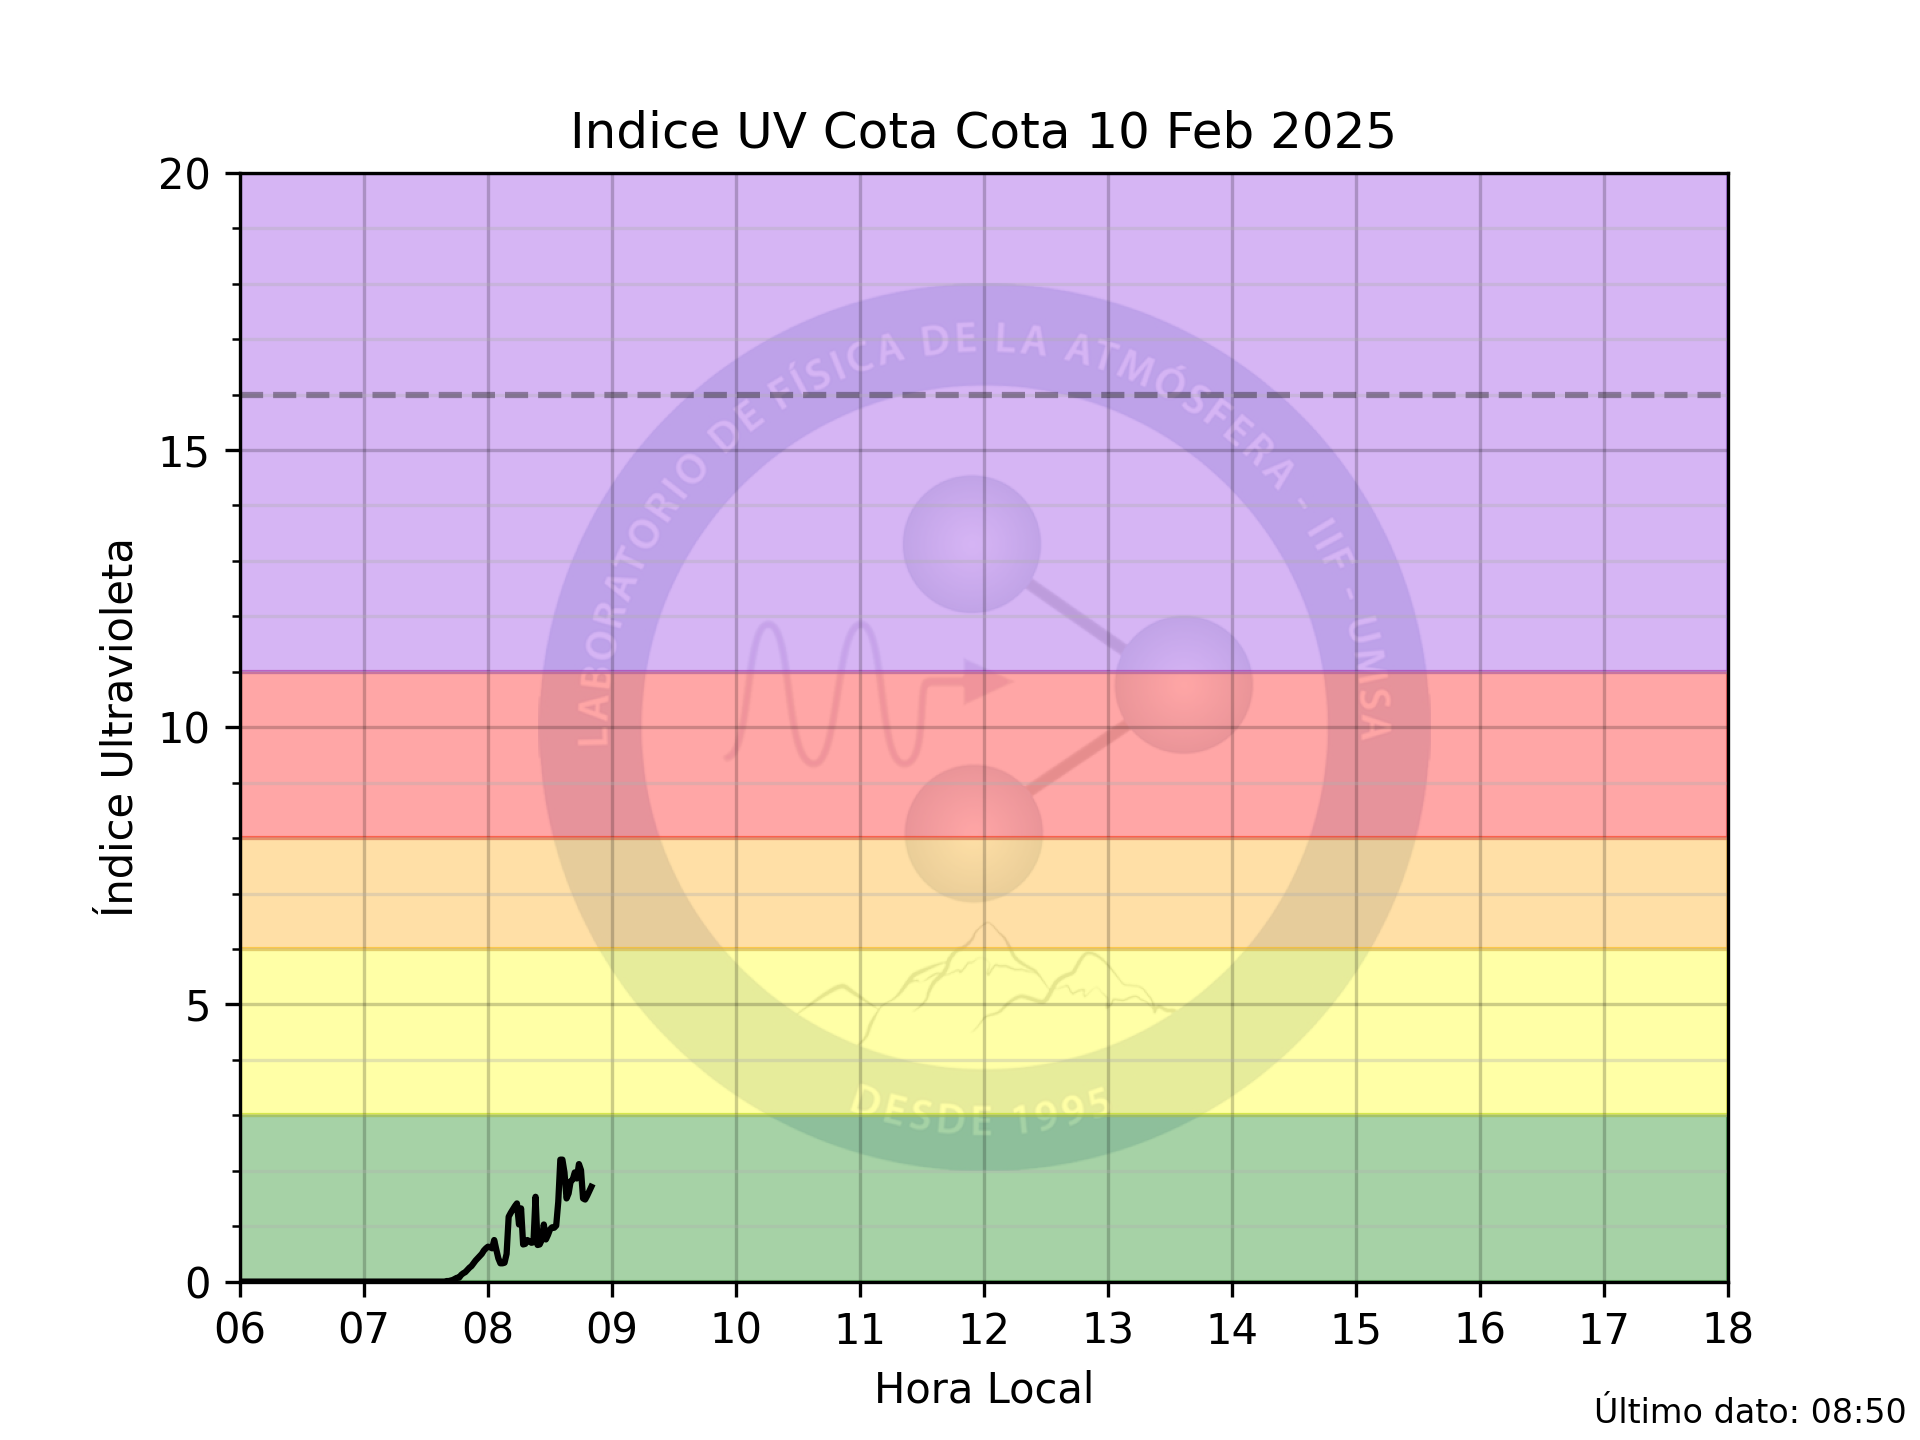 Indice UV Cota Cota 10 Feb 2025
20
15
10
5
0
Índice Ultravioleta
LABORATORIO DE FÍSICA DE LA ATMÓSFERA - IIF - UMSA
DESDE 1995
06 07 08 09 10 11 12 13 14 15 16 17 18
Hora Local
Último dato: 08:50